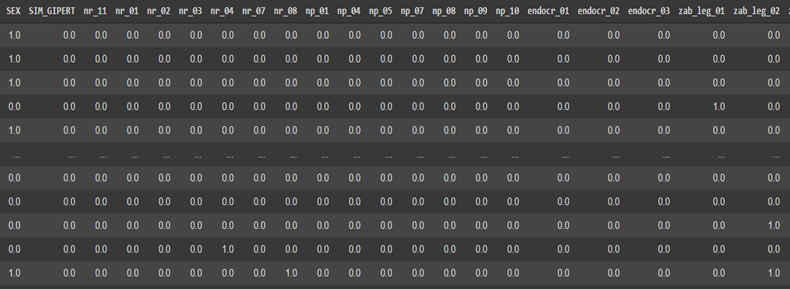 SEX SIM_GIPERT nr_11 nr_01 nr_02 nr_03 nr_04 nr_07 nr_08 np_01 np_04 np_05 np_07 np_08 np_09 np_10 endocr_01 endocr_02 endocr_03 zab_leg_01 zab_leg_02
1.0 0.0 0.0 0.0 0.0 0.0 0.0 0.0 0.0 0.0 0.0 0.0 0.0 0.0 0.0 0.0 0.0 0.0 0.0 0.0 0.0
1.0 0.0 0.0 0.0 0.0 0.0 0.0 0.0 0.0 0.0 0.0 0.0 0.0 0.0 0.0 0.0 0.0 0.0 0.0 0.0 0.0
1.0 0.0 0.0 0.0 0.0 0.0 0.0 0.0 0.0 0.0 0.0 0.0 0.0 0.0 0.0 0.0 0.0 0.0 0.0 0.0 0.0
0.0 0.0 0.0 0.0 0.0 0.0 0.0 0.0 0.0 0.0 0.0 0.0 0.0 0.0 0.0 0.0 0.0 0.0 0.0 1.0 0.0
1.0 0.0 0.0 0.0 0.0 0.0 0.0 0.0 0.0 0.0 0.0 0.0 0.0 0.0 0.0 0.0 0.0 0.0 0.0 0.0 0.0
... ... ... ... ... ... ... ... ... ... ... ... ... ... ... ... ... ... ... ... ...
0.0 0.0 0.0 0.0 0.0 0.0 0.0 0.0 0.0 0.0 0.0 0.0 0.0 0.0 0.0 0.0 0.0 0.0 0.0 0.0 0.0
0.0 0.0 0.0 0.0 0.0 0.0 0.0 0.0 0.0 0.0 0.0 0.0 0.0 0.0 0.0 0.0 0.0 0.0 0.0 0.0 0.0
0.0 0.0 0.0 0.0 0.0 0.0 0.0 0.0 0.0 0.0 0.0 0.0 0.0 0.0 0.0 0.0 0.0 0.0 0.0 0.0 1.0
0.0 0.0 0.0 0.0 0.0 0.0 1.0 0.0 0.0 0.0 0.0 0.0 0.0 0.0 0.0 0.0 0.0 0.0 0.0 0.0 0.0
1.0 0.0 0.0 0.0 0.0 0.0 0.0 0.0 1.0 0.0 0.0 0.0 0.0 0.0 0.0 0.0 0.0 0.0 0.0 0.0 1.0